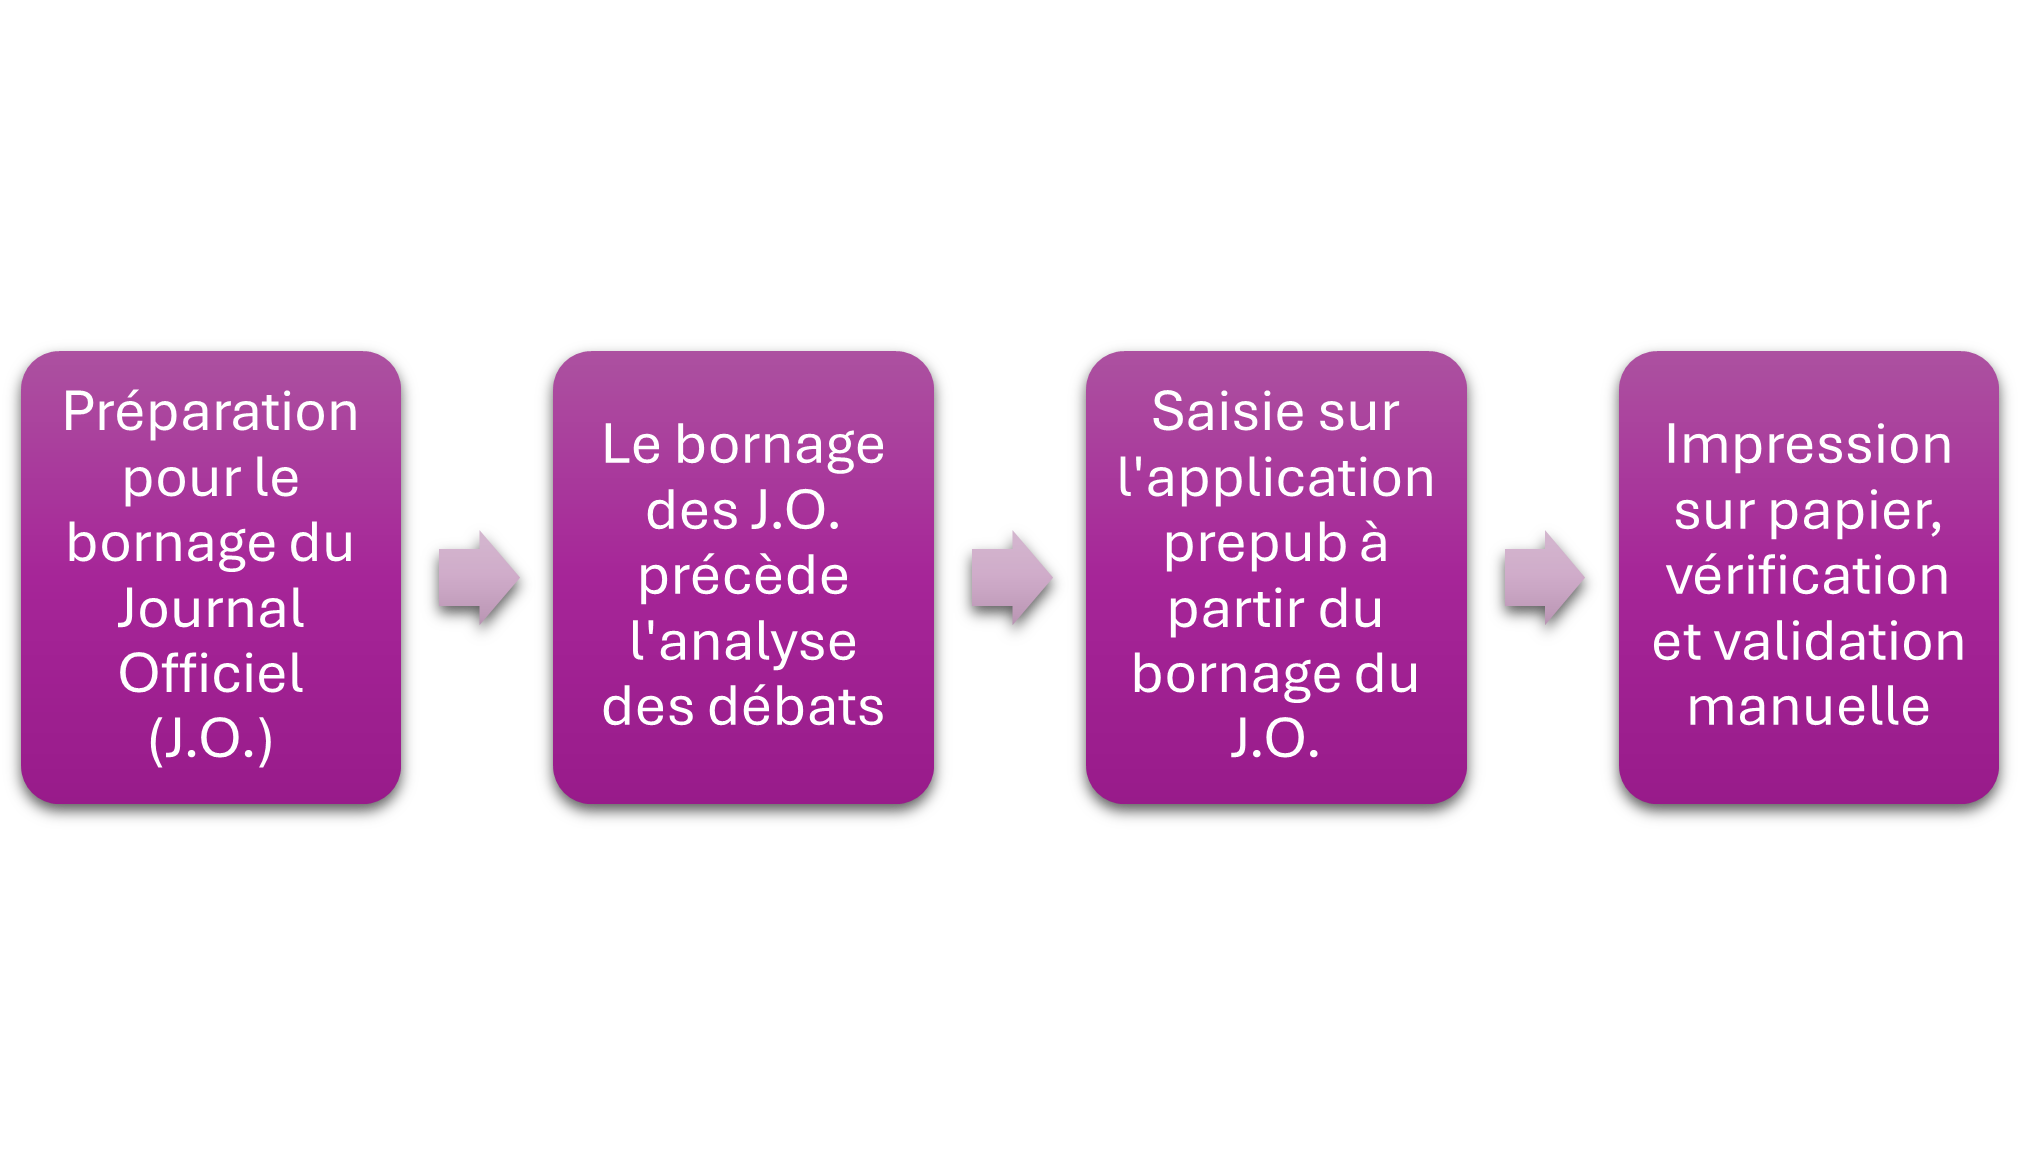 Préparation
pour le
bornage du
Journal
Officiel
(J.O.)
Le bornage
des J.O.
précède
l'analyse
des débats
Saisie sur
l'application
prepub à
partir du
bornage du
J.O.
Impression
sur papier,
vérification
et validation
manuelle